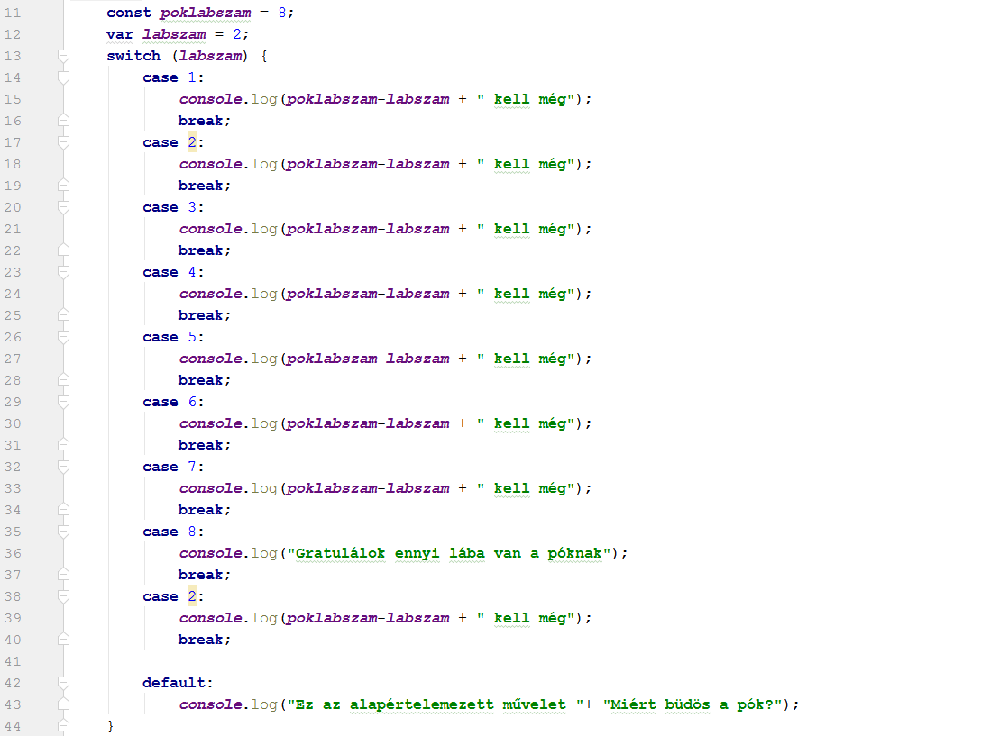 11 const poklabszam = 8;
12 var labszam = 2;
13 switch (labszam) {
14 case 1:
15 console.log(poklabszam-labszam + " kell még");
16 break;
17 case 2:
18 console.log(poklabszam-labszam + " kell még");
19 break;
20 case 3:
21 console.log(poklabszam-labszam + " kell még");
22 break;
23 case 4:
24 console.log(poklabszam-labszam + " kell még");
25 break;
26 case 5:
27 console.log(poklabszam-labszam + " kell még");
28 break;
29 case 6:
30 console.log(poklabszam-labszam + " kell még");
31 break;
32 case 7:
33 console.log(poklabszam-labszam + " kell még");
34 break;
35 case 8:
36 console.log("Gratulálok ennyi lába van a póknak");
37 break;
38 case 2:
39 console.log(poklabszam-labszam + " kell még");
40 break;
41
42 default:
43 console.log("Ez az alapértelemezett művelet "+ "Miért büdös a pók?");
44 }